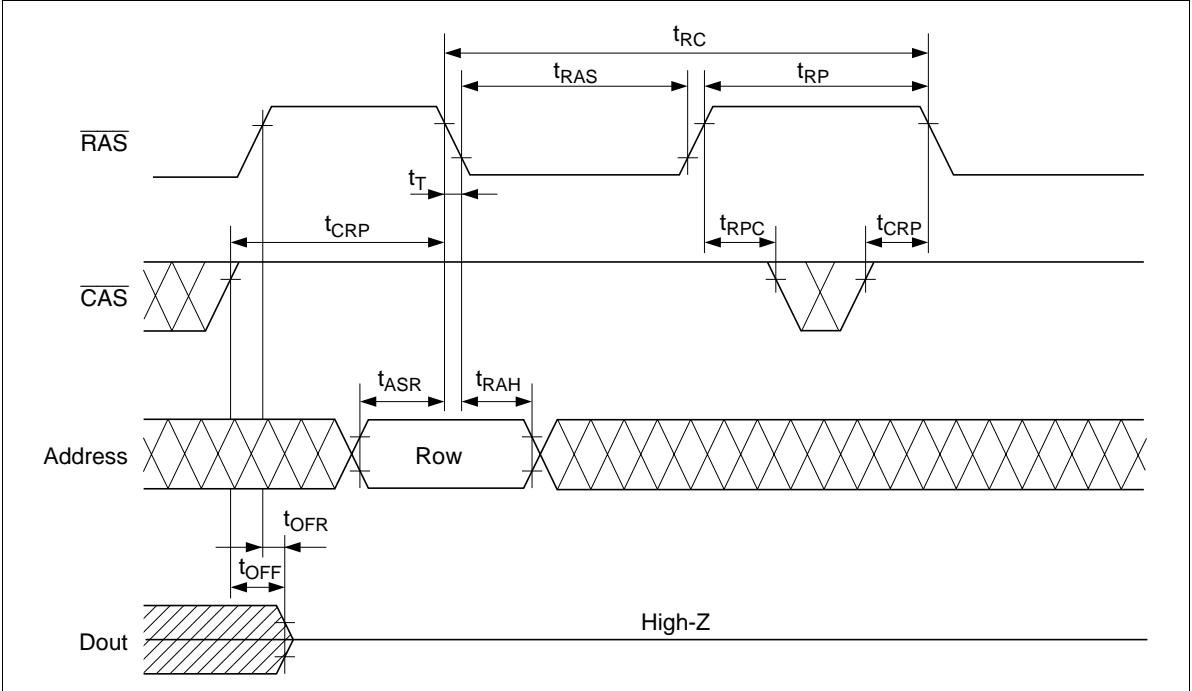 tRC
tRAS
tRP
RAS
tT
tCRP
tRPC
tCRP
CAS
tASR
tRAH
Address
Row
tOFR
tOFF
High-Z
Dout